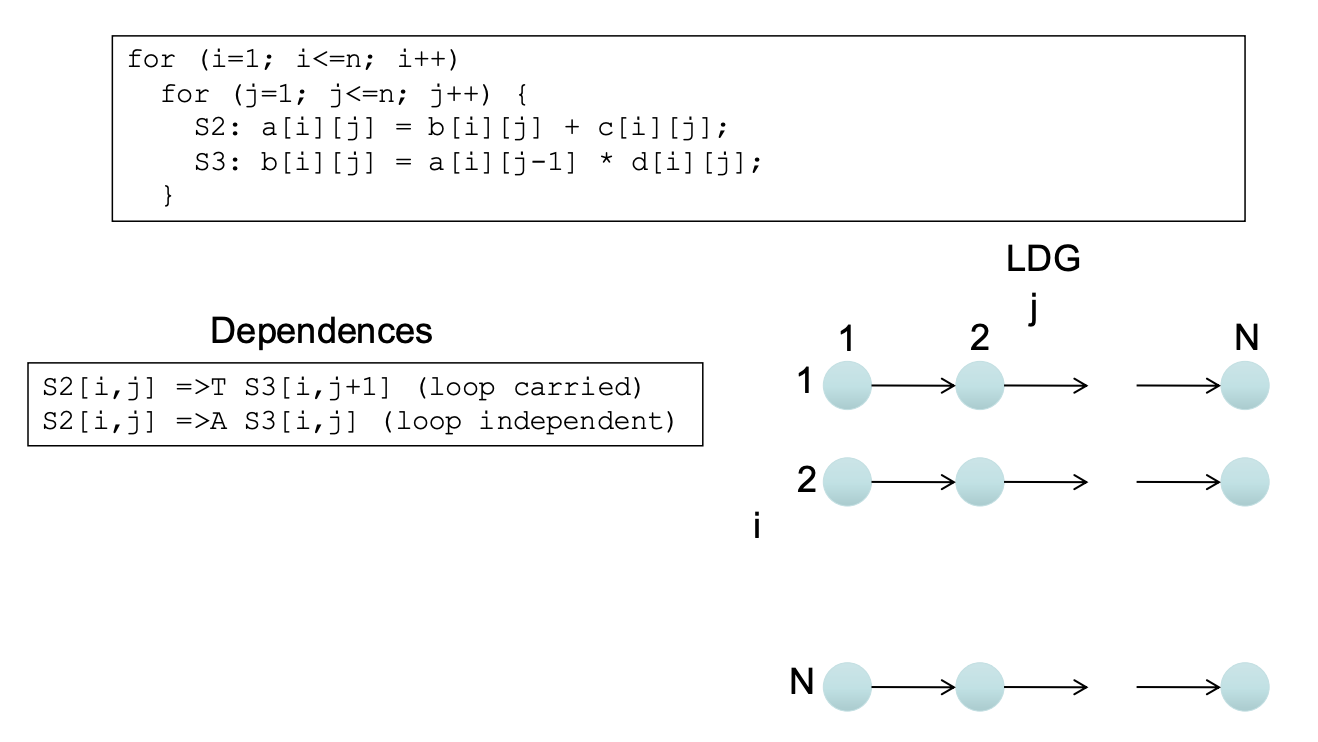 for (i=1; i<=n; i++)
  for (j=1; j<=n; j++) {
    S2: a[i][j] = b[i][j] + c[i][j];
    S3: b[i][j] = a[i][j-1] * d[i][j];
  }
LDG
j
Dependences
S2[i,j] =>T S3[i,j+1] (loop carried)
S2[i,j] =>A S3[i,j] (loop independent)
1 2 N
1
2
i
N